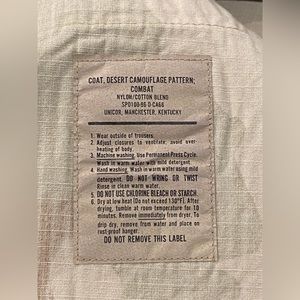 COAT, DESERT CAMOUFLAGE PATTERN;
COMBAT
NYLON/COTTON BLEND
SPO100-96-D-CA66
UNICOR, MANCHESTER, KENTUCKY
1. Wear outside of trousers.
2. Adjust closures to ventilate, avoid over-
heating of body.
3. Machine washing. Use Permanent Press Cycle.
Wash in warm water with mild detergent.
4. Hand washing. Wash in warm water using mild
detergent. DO NOT WRING OR TWIST
Rinse in clean warm water.
5. DO NOT USE CHLORINE BLEACH OR STARCH.
6. Dry at low heat (Do not exceed 130°F). After
drying, tumble at room temperature for 10
minutes. Remove immediately from dryer. To
drip dry, remove from water and place on
rust-proof hanger.
DO NOT REMOVE THIS LABEL